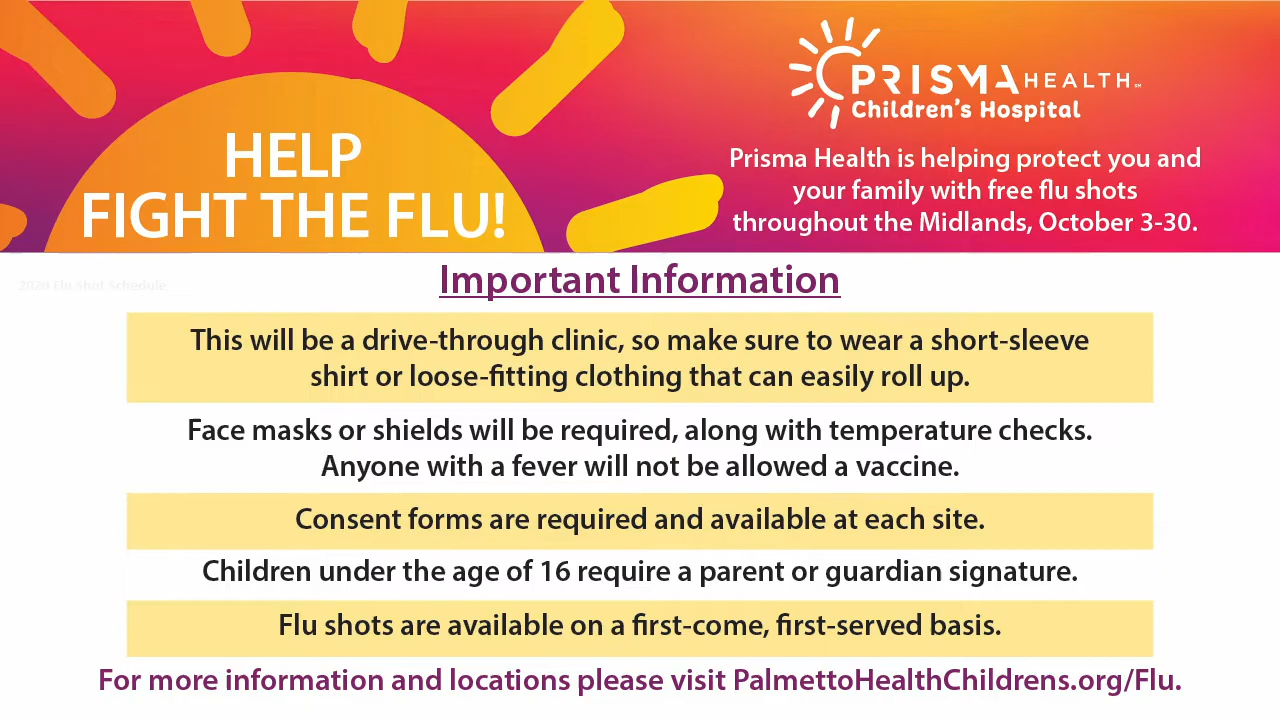 HELP
FIGHT THE FLU!
PRISMA HEALTH℠
Children's Hospital
Prisma Health is helping protect you and
your family with free flu shots
throughout the Midlands, October 3-30.
Important Information
2020 Flu Shot Schedule
This will be a drive-through clinic, so make sure to wear a short-sleeve
shirt or loose-fitting clothing that can easily roll up.
Face masks or shields will be required, along with temperature checks.
Anyone with a fever will not be allowed a vaccine.
Consent forms are required and available at each site.
Children under the age of 16 require a parent or guardian signature.
Flu shots are available on a first-come, first-served basis.
For more information and locations please visit PalmettoHealthChildrens.org/Flu.